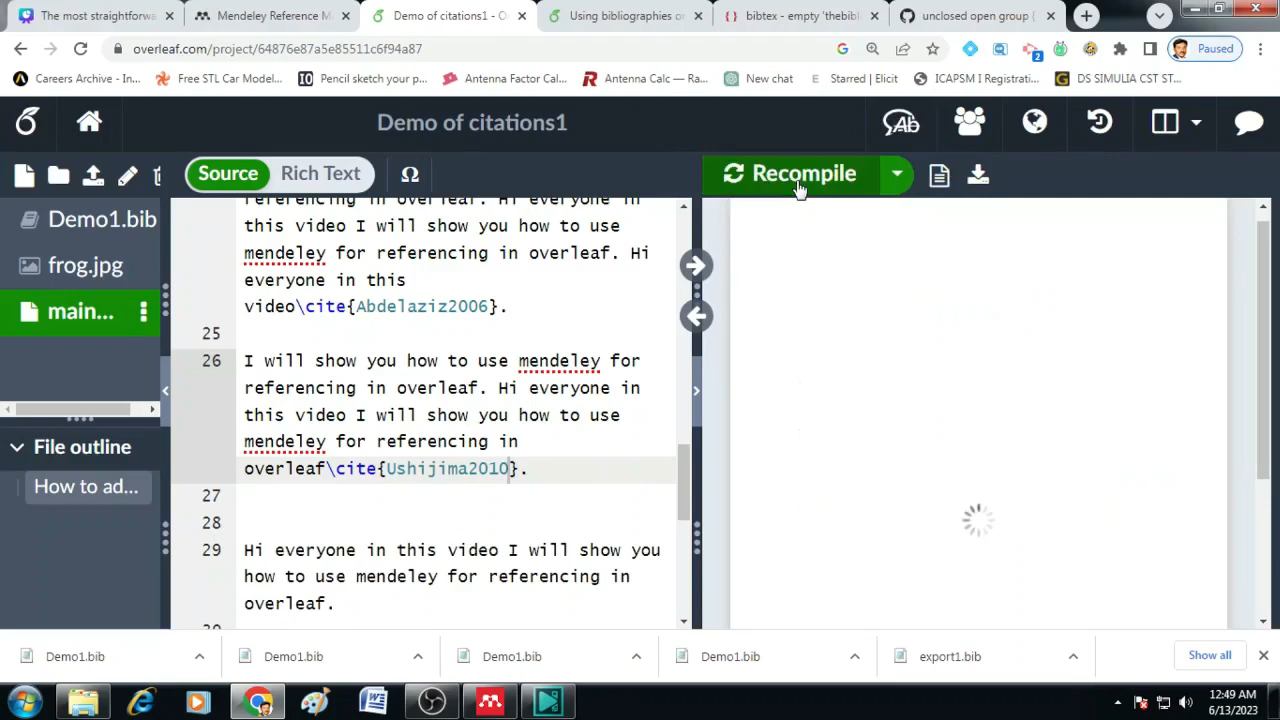 The most straightforwa
Mendeley Reference M
Demo of citations1 - O
Using bibliographies or
bibtex - empty 'thebibl
unclosed open group {
overleaf.com/project/64876e87a5e85511c6f94a87
2
Paused
Careers Archive - In...
Free STL Car Model...
IO Pencil sketch your p...
Antenna Factor Cal...
Antenna Calc — Ra...
New chat
E Starred | Elicit
ICAPSM I Registrati...
DS SIMULIA CST ST...
Demo of citations1
Source
Rich Text
Ω
Recompile
Demo1.bib
frog.jpg
main...
File outline
How to ad...
referencing in overleaf. Hi everyone in
this video I will show you how to use
mendeley for referencing in overleaf. Hi
everyone in this
video\cite{Abdelaziz2006}.
25
26 I will show you how to use mendeley for
referencing in overleaf. Hi everyone in
this video I will show you how to use
mendeley for referencing in
overleaf\cite{Ushijima2010}.
27
28
29 Hi everyone in this video I will show you
how to use mendeley for referencing in
overleaf.
30
Demo1.bib
Demo1.bib
Demo1.bib
Demo1.bib
export1.bib
Show all
12:49 AM
6/13/2023